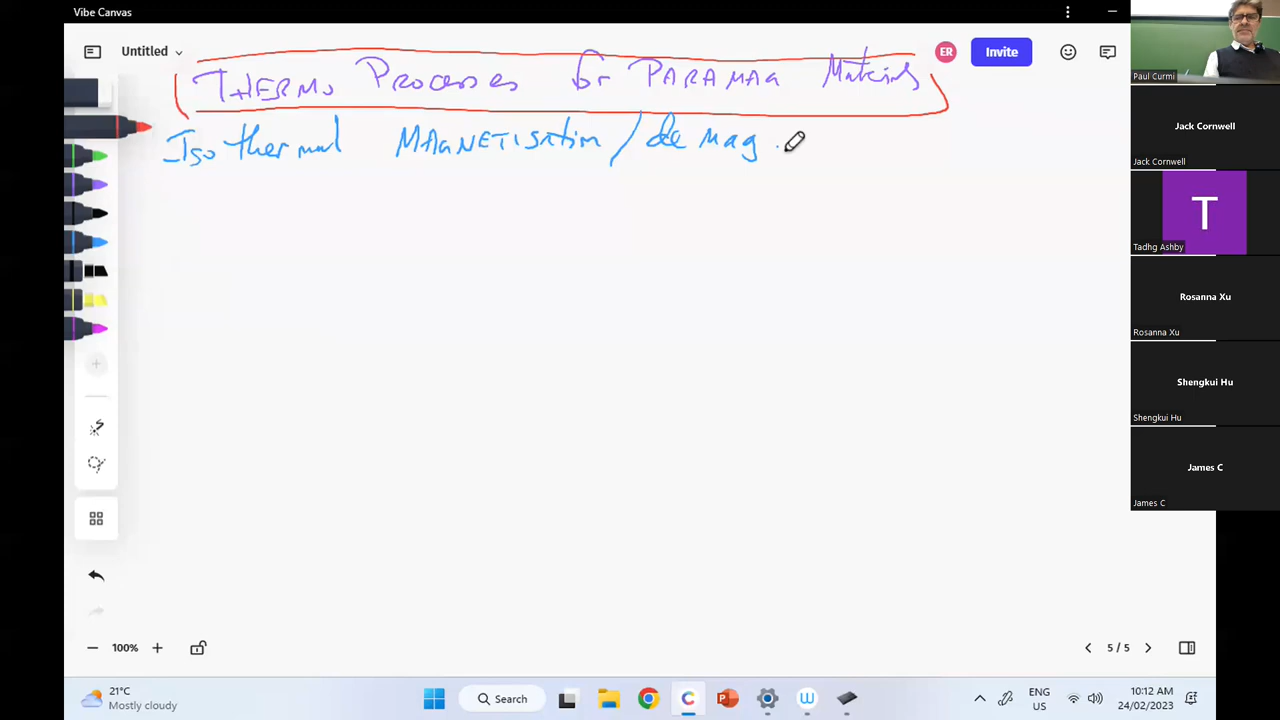 Vibe Canvas
Untitled
ER
Invite
THERMO PROCESSES for PARAMAG Materials
Isothermal MAGNETISation / de mag .
Paul Curmi
Jack Cornwell
Jack Cornwell
T
Tadhg Ashby
Rosanna Xu
Rosanna Xu
Shengkui Hu
Shengkui Hu
James C
James C
100%
5 / 5
21°C
Mostly cloudy
Search
ENG
US
10:12 AM
24/02/2023